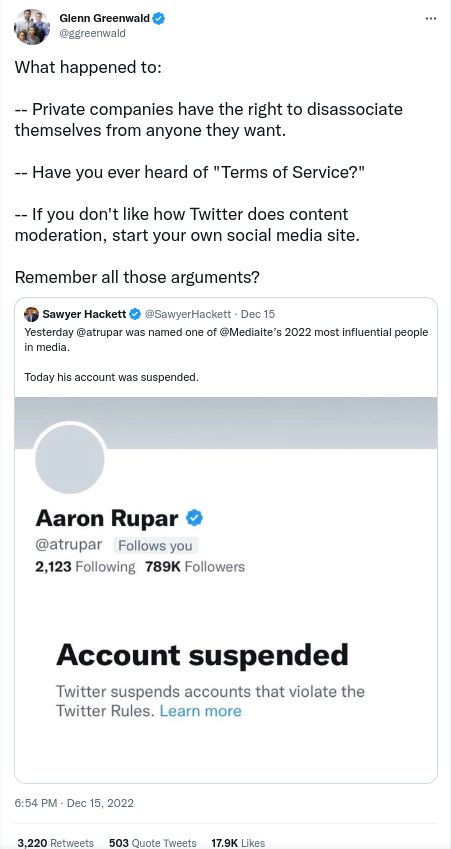 Glenn Greenwald
@ggreenwald
What happened to:
-- Private companies have the right to disassociate
themselves from anyone they want.
-- Have you ever heard of "Terms of Service?"
-- If you don't like how Twitter does content
moderation, start your own social media site.
Remember all those arguments?
Sawyer Hackett @SawyerHackett · Dec 15
Yesterday @atrupar was named one of @Mediaite's 2022 most influential people
in media.
Today his account was suspended.
Aaron Rupar
@atrupar Follows you
2,123 Following 789K Followers
Account suspended
Twitter suspends accounts that violate the
Twitter Rules. Learn more
6:54 PM · Dec 15, 2022
3,220 Retweets 503 Quote Tweets 17.9K Likes